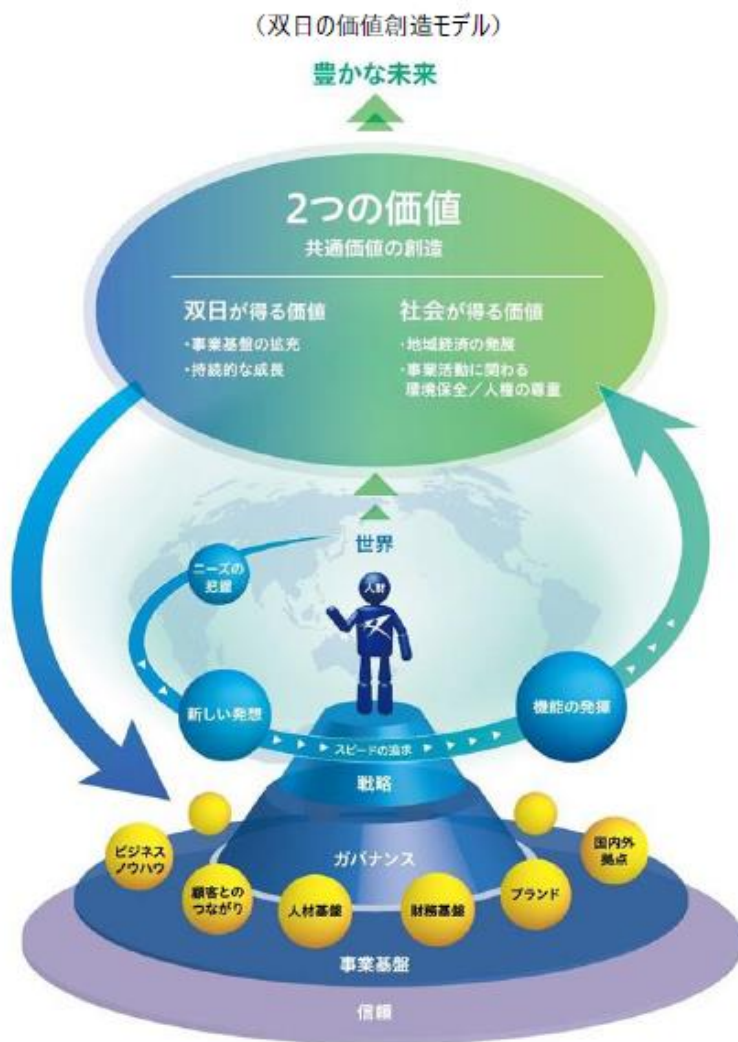 （双日の価値創造モデル）
豊かな未来
2つの価値
共通価値の創造
双日が得る価値
・事業基盤の拡充
・持続的な成長
社会が得る価値
・地域経済の発展
・事業活動に関わる
環境保全／人権の尊重
世界
ニーズの
把握
人財
新しい発想
機能の発揮
スピードの追求
戦略
ガバナンス
ビジネス
ノウハウ
顧客との
つながり
人材基盤
財務基盤
ブランド
国内外
拠点
事業基盤
信頼